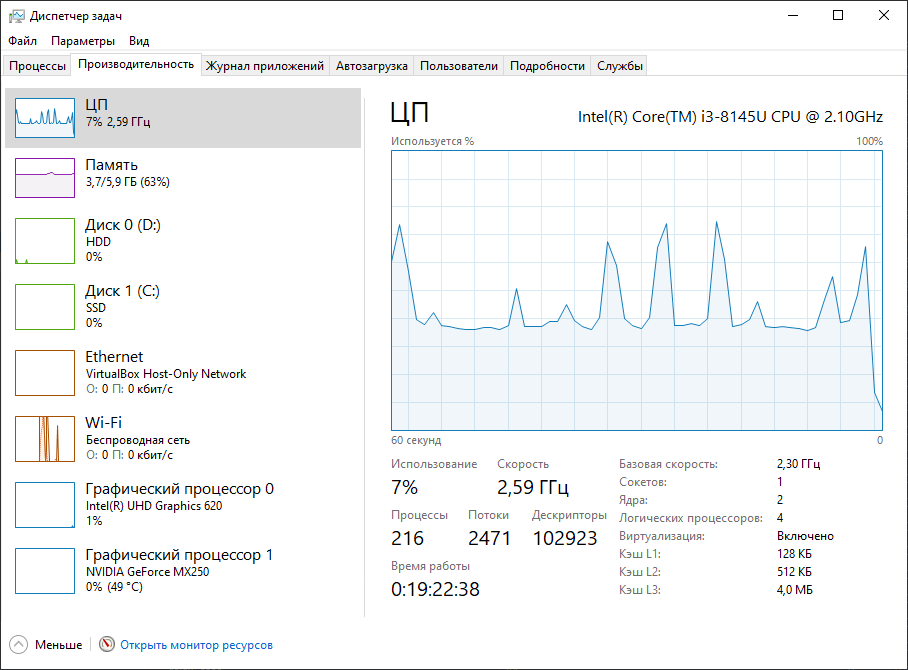 Диспетчер задач
Файл Параметры Вид
Процессы Производительность Журнал приложений Автозагрузка Пользователи Подробности Службы
ЦП
7% 2,59 ГГц
Память
3,7/5,9 ГБ (63%)
Диск 0 (D:)
HDD
0%
Диск 1 (C:)
SSD
0%
Ethernet
VirtualBox Host-Only Network
О: 0 П: 0 кбит/с
Wi-Fi
Беспроводная сеть
О: 0 П: 0 кбит/с
Графический процессор 0
Intel(R) UHD Graphics 620
1%
Графический процессор 1
NVIDIA GeForce MX250
0% (49 °C)
ЦП Intel(R) Core(TM) i3-8145U CPU @ 2.10GHz
Используется % 100%
60 секунд 0
Использование Скорость
7% 2,59 ГГц
Процессы Потоки Дескрипторы
216 2471 102923
Время работы
0:19:22:38
Базовая скорость: 2,30 ГГц
Сокетов: 1
Ядра: 2
Логических процессоров: 4
Виртуализация: Включено
Кэш L1: 128 КБ
Кэш L2: 512 КБ
Кэш L3: 4,0 МБ
Меньше Открыть монитор ресурсов